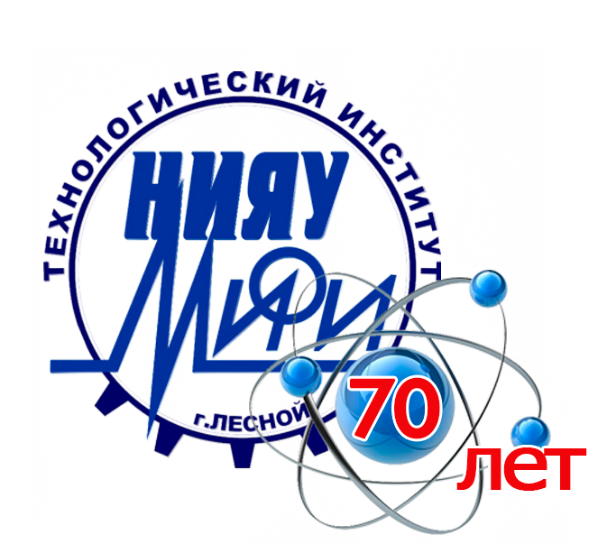 ТЕХНОЛОГИЧЕСКИЙ ИНСТИТУТ
НИЯУ
МИФИ
г.ЛЕСНОЙ
70
лет